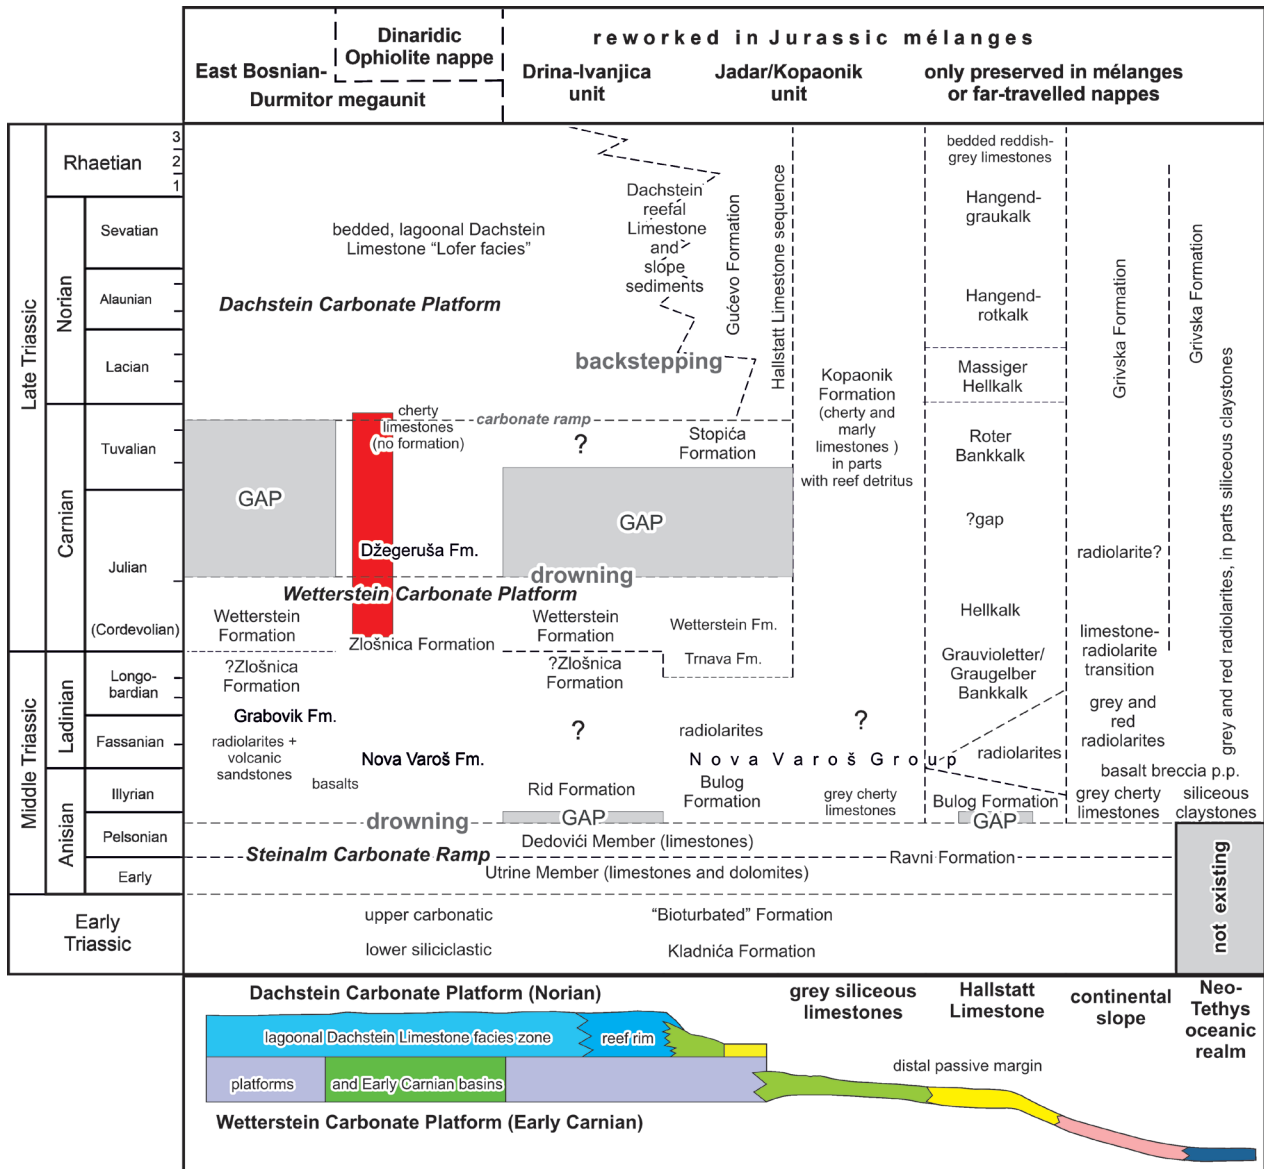 East Bosnian-
Durmitor megaunit
Dinaridic
Ophiolite nappe
reworked in Jurassic mélanges
Drina-Ivanjica
unit
Jadar/Kopaonik
unit
only preserved in mélanges
or far-travelled nappes
Late Triassic
Middle Triassic
Early
Triassic
Rhaetian
3
2
1
Norian
Sevatian
Alaunian
Lacian
Carnian
Tuvalian
Julian
(Cordevolian)
Ladinian
Longo-
bardian
Fassanian
Anisian
Illyrian
Pelsonian
Early
bedded, lagoonal Dachstein
Limestone “Lofer facies”
Dachstein Carbonate Platform
Dachstein
reefal
Limestone
and
slope
sediments
Gućevo Formation
Hallstatt Limestone sequence
backstepping
carbonate ramp
cherty
limestones
(no formation)
?
Stopića
Formation
GAP
GAP
Džegeruša Fm.
drowning
Wetterstein Carbonate Platform
Wetterstein
Formation
Zlošnica Formation
Wetterstein
Formation
Wetterstein Fm.
Trnava Fm.
?Zlošnica
Formation
?Zlošnica
Formation
Grabovik Fm.
radiolarites +
volcanic
sandstones
basalts
Nova Varoš Fm.
?
radiolarites
?
Nova Varoš Group
Rid Formation
Bulog
Formation
grey cherty
limestones
GAP
drowning
Dedovići Member (limestones)
Steinalm Carbonate Ramp
Ravni Formation
Utrine Member (limestones and dolomites)
upper carbonatic
“Bioturbated” Formation
lower siliciclastic
Kladnića Formation
Kopaonik
Formation
(cherty and
marly
limestones )
in parts
with reef detritus
bedded reddish-
grey limestones
Hangend-
graukalk
Hangend-
rotkalk
Massiger
Hellkalk
Roter
Bankkalk
?gap
Hellkalk
Grauvioletter/
Graugelber
Bankkalk
radiolarites
Bulog Formation
GAP
Grivska Formation
radiolarite?
limestone-
radiolarite
transition
grey and
red
radiolarites
basalt breccia p.p.
grey cherty
limestones
Grivska Formation
grey and red radiolarites, in parts siliceous claystones
siliceous
claystones
not existing
Dachstein Carbonate Platform (Norian)
lagoonal Dachstein Limestone facies zone
reef rim
platforms
and Early Carnian basins
Wetterstein Carbonate Platform (Early Carnian)
grey siliceous
limestones
Hallstatt
Limestone
continental
slope
Neo-
Tethys
oceanic
realm
distal passive margin